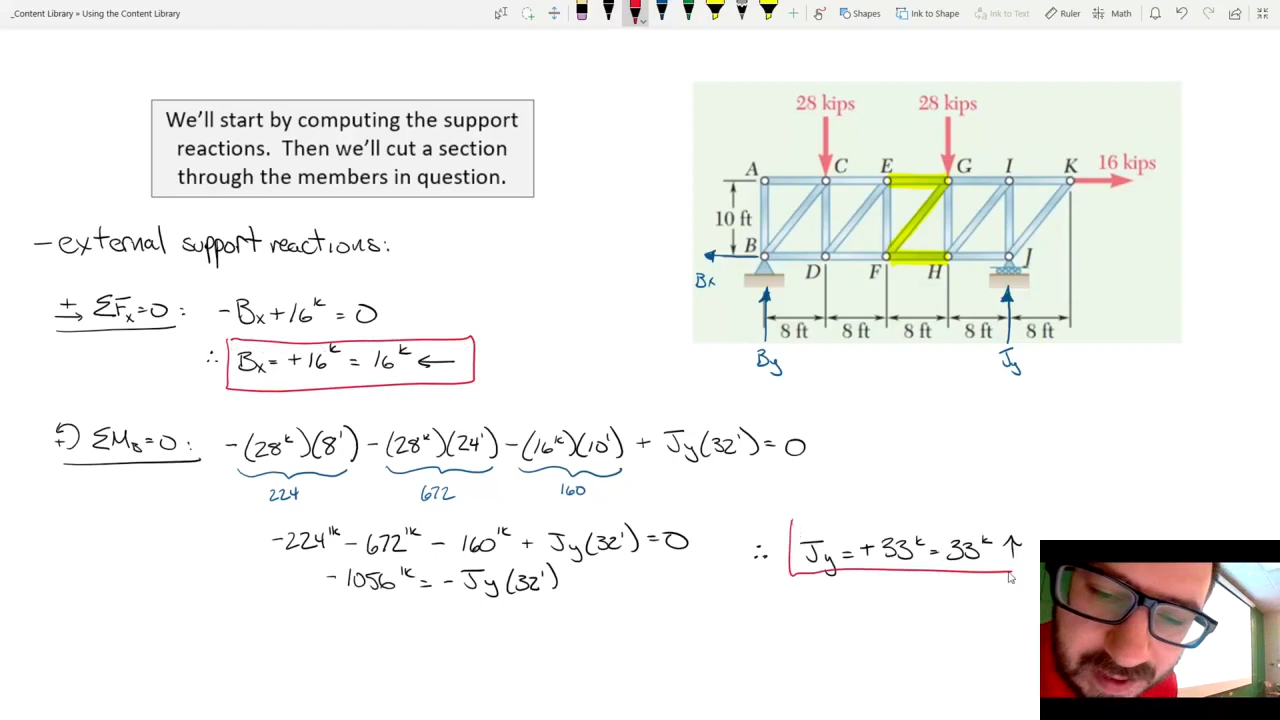 _Content Library » Using the Content Library
Shapes
Ink to Shape
Ink to Text
Ruler
Math
We'll start by computing the support
reactions. Then we'll cut a section
through the members in question.
28 kips
28 kips
A
C
E
G
I
K
16 kips
10 ft
B
D
F
H
J
Bx
8 ft
8 ft
8 ft
8 ft
8 ft
By
Jy
- external support reactions:
+→ ΣFx=0: -Bx+16ᵏ = 0
∴ Bx= +16ᵏ = 16ᵏ ←
↺+ ΣMB=0: -(28ᵏ)(8') - (28ᵏ)(24') - (16ᵏ)(10') + Jy(32') = 0
224
672
160
-224'ᵏ - 672'ᵏ - 160'ᵏ + Jy(32') = 0
-1056'ᵏ = - Jy(32')
∴ Jy = +33ᵏ = 33ᵏ ↑